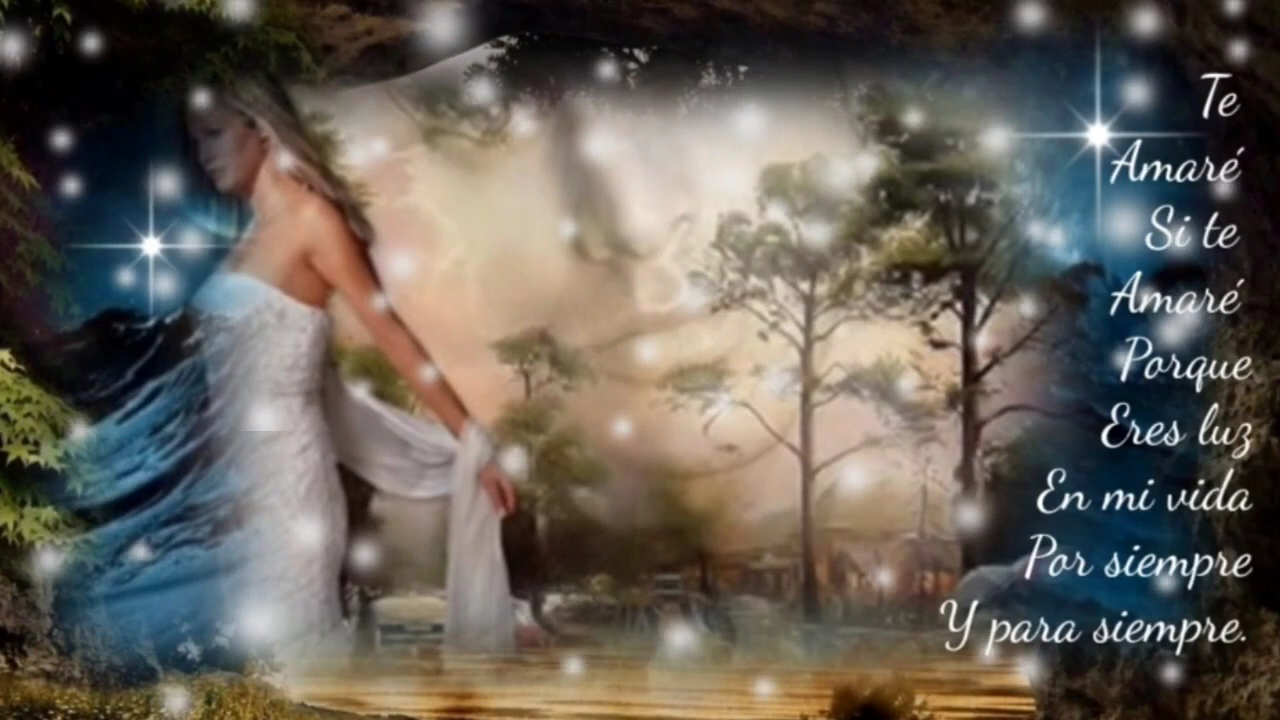 Te
Amaré
Si te
Amaré
Porque
Eres luz
En mi vida
Por siempre
Y para siempre.